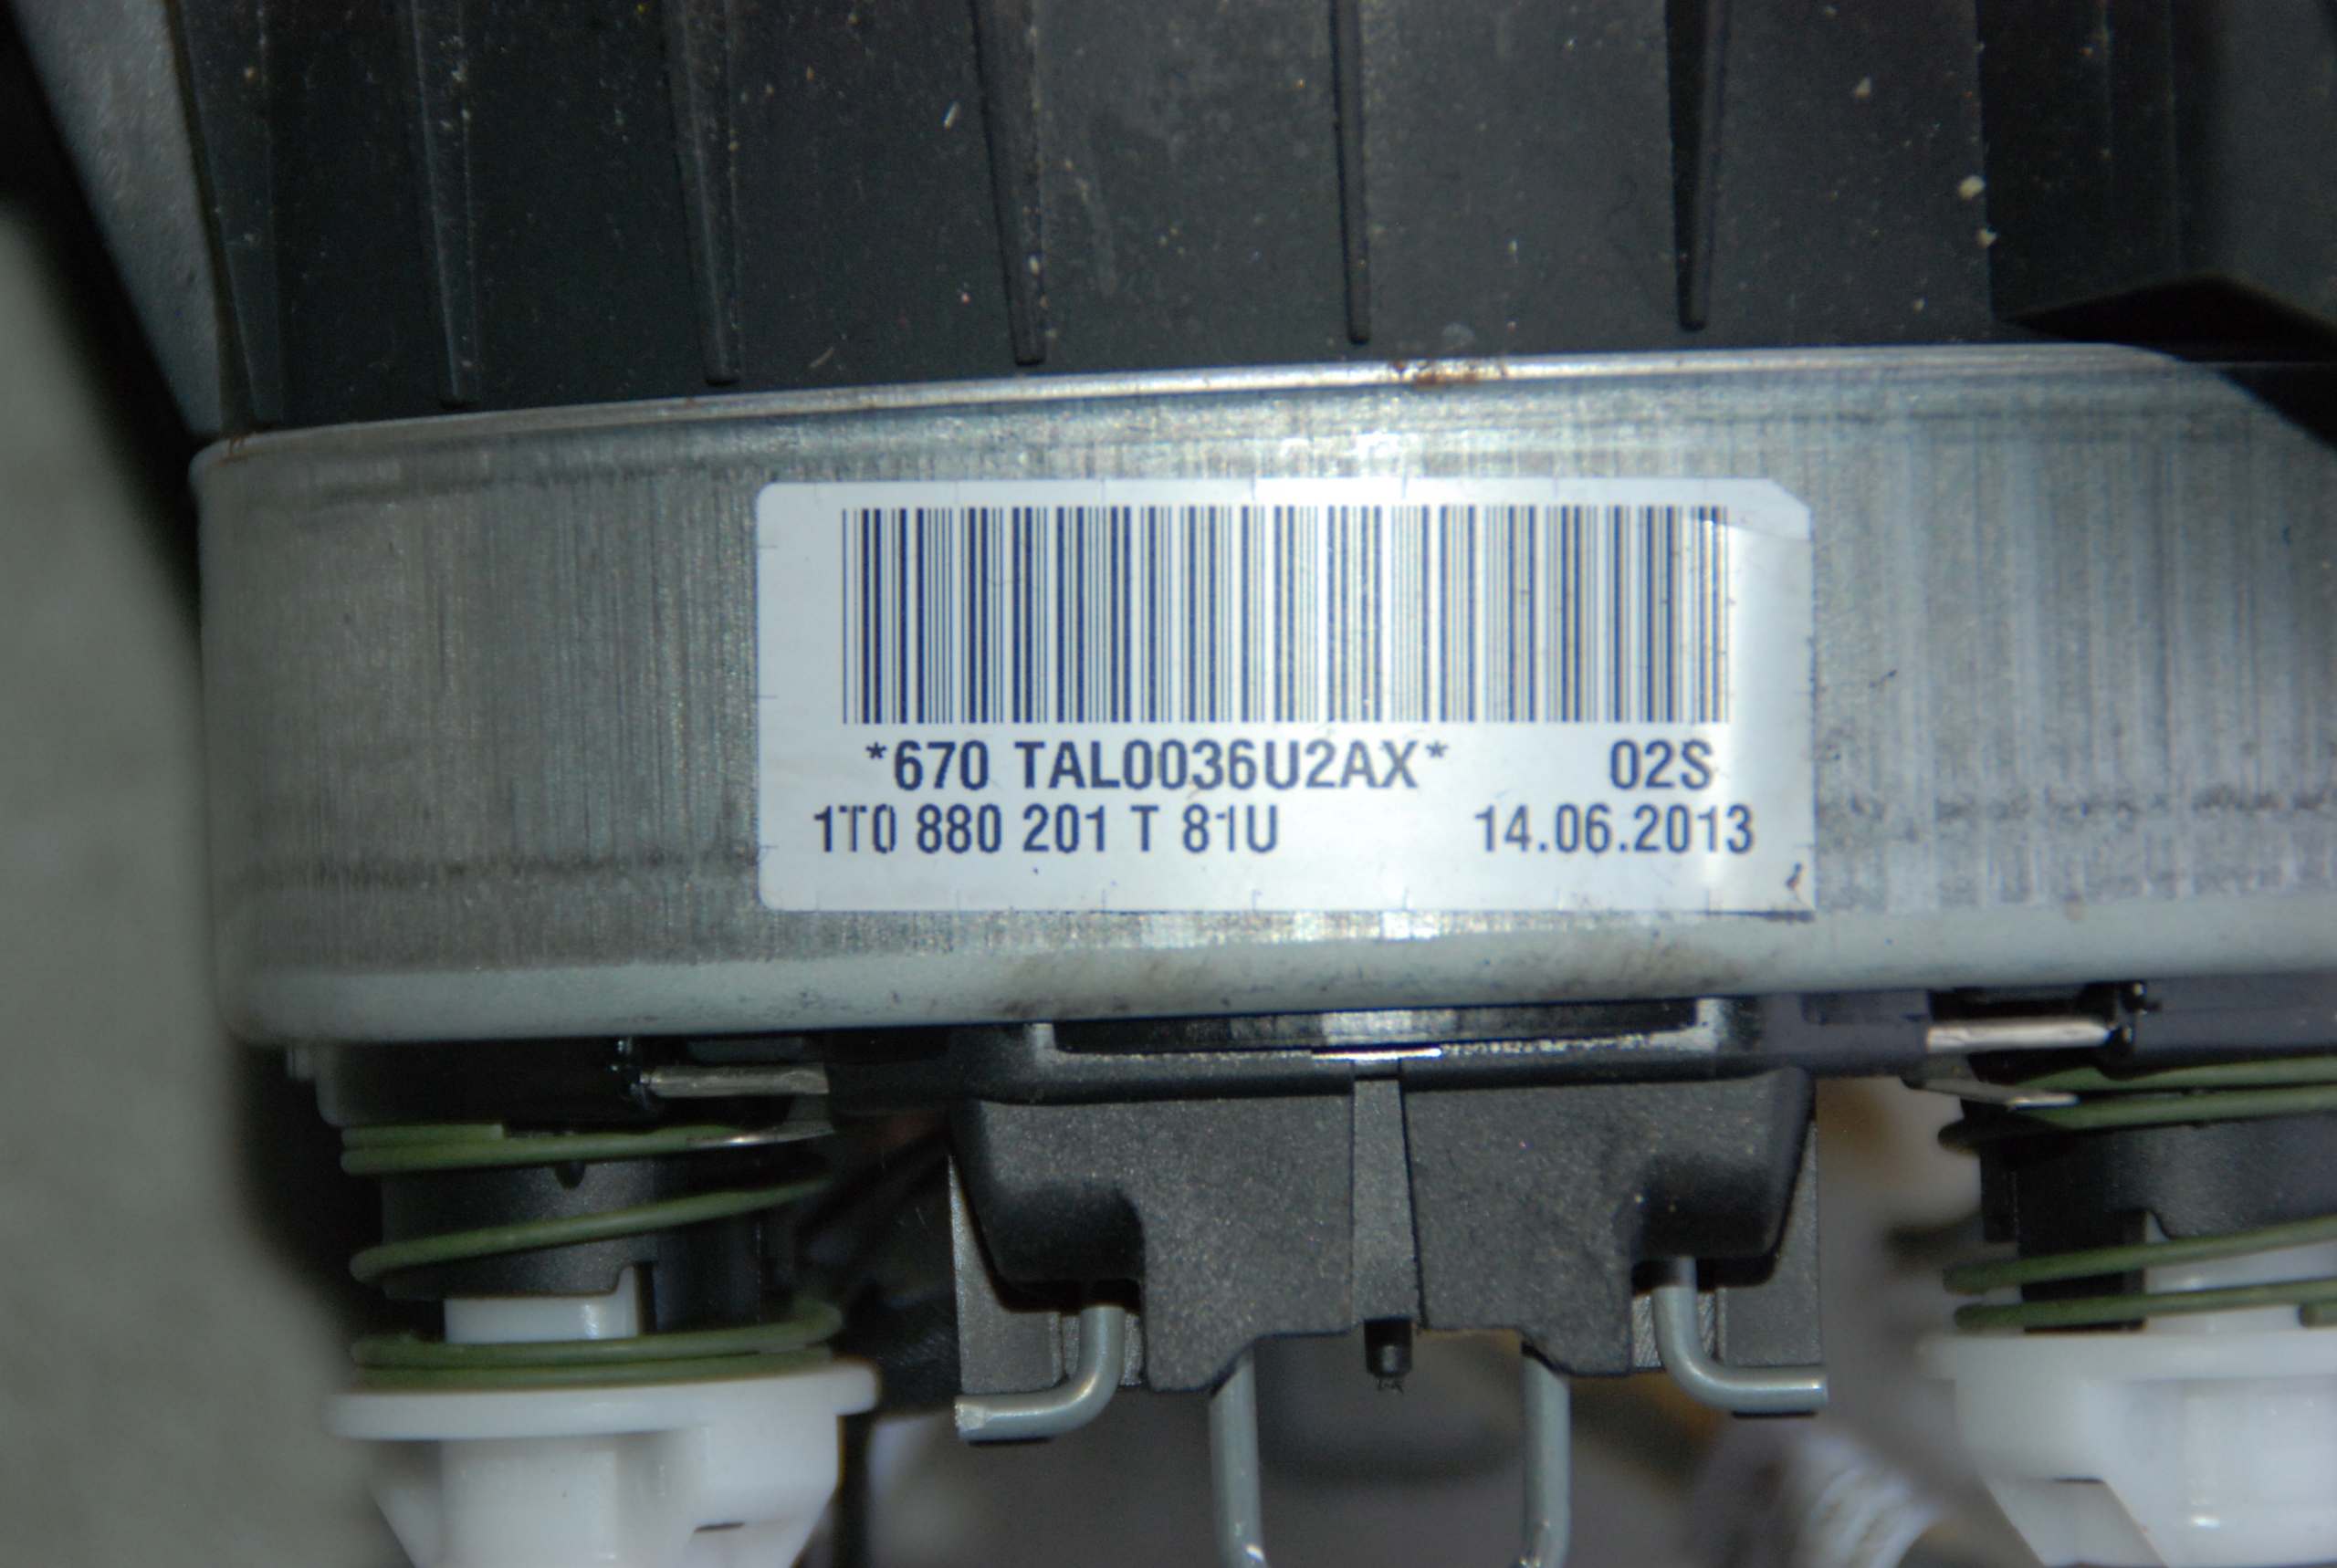 *670 TAL0036U2AX* 02S
1T0 880 201 T 81U 14.06.2013